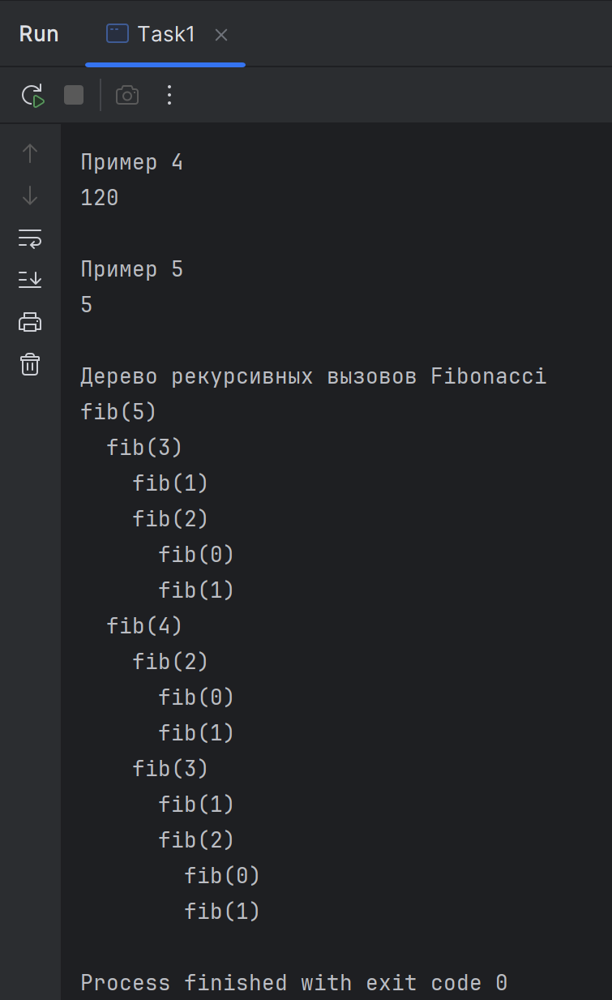 Run Task1
Пример 4
120
Пример 5
5
Дерево рекурсивных вызовов Fibonacci
fib(5)
fib(3)
fib(1)
fib(2)
fib(0)
fib(1)
fib(4)
fib(2)
fib(0)
fib(1)
fib(3)
fib(1)
fib(2)
fib(0)
fib(1)
Process finished with exit code 0